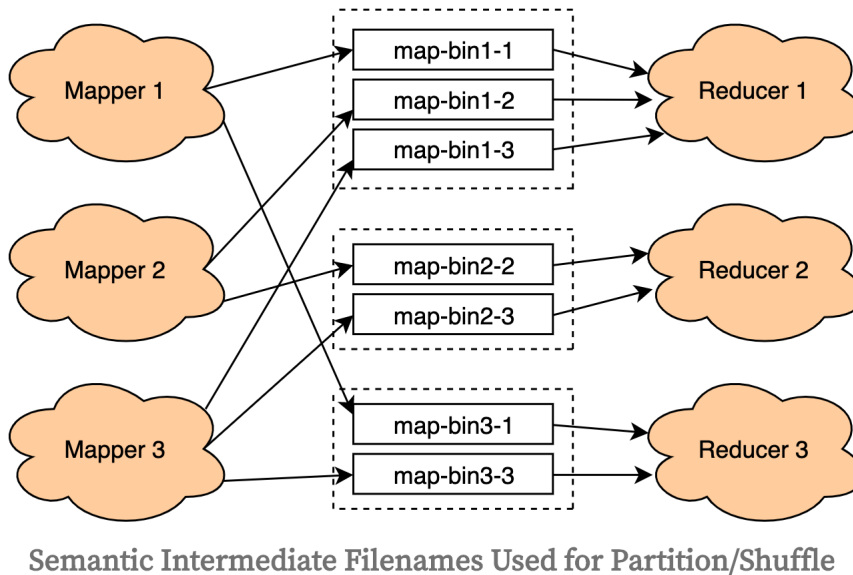 Mapper 1
map-bin1-1
map-bin1-2
map-bin1-3
Reducer 1
Mapper 2
map-bin2-2
map-bin2-3
Reducer 2
Mapper 3
map-bin3-1
map-bin3-3
Reducer 3
Semantic Intermediate Filenames Used for Partition/Shuffle